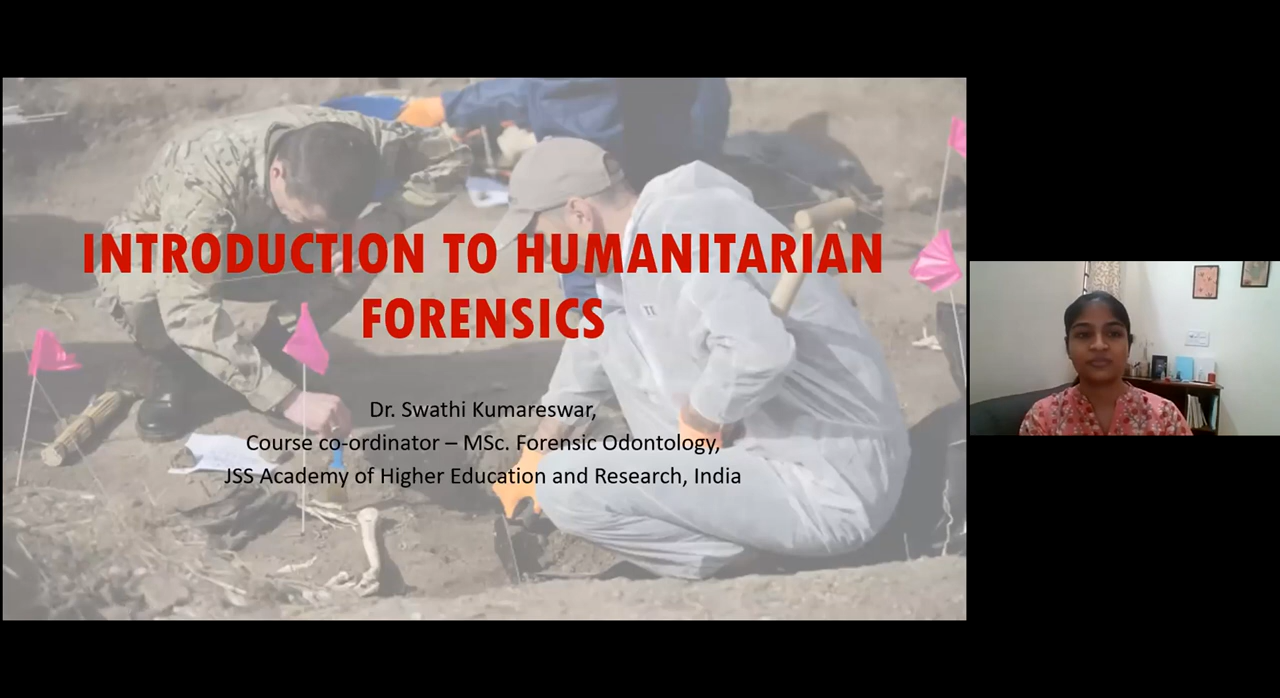 INTRODUCTION TO HUMANITARIAN
FORENSICS
Dr. Swathi Kumareswar,
Course co-ordinator – MSc. Forensic Odontology,
JSS Academy of Higher Education and Research, India